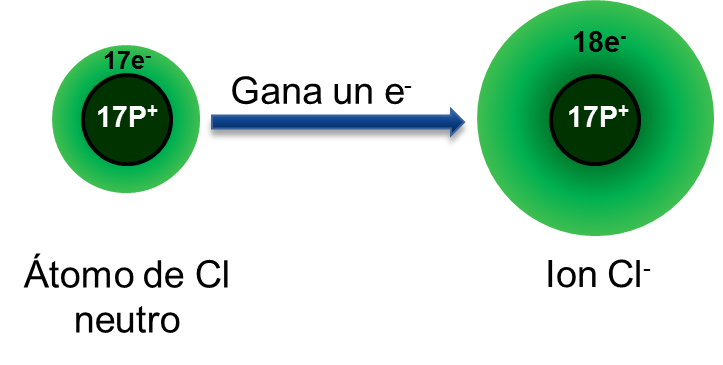 17e⁻
17P⁺
Gana un e⁻
18e⁻
17P⁺
Átomo de Cl
neutro
Ion Cl⁻